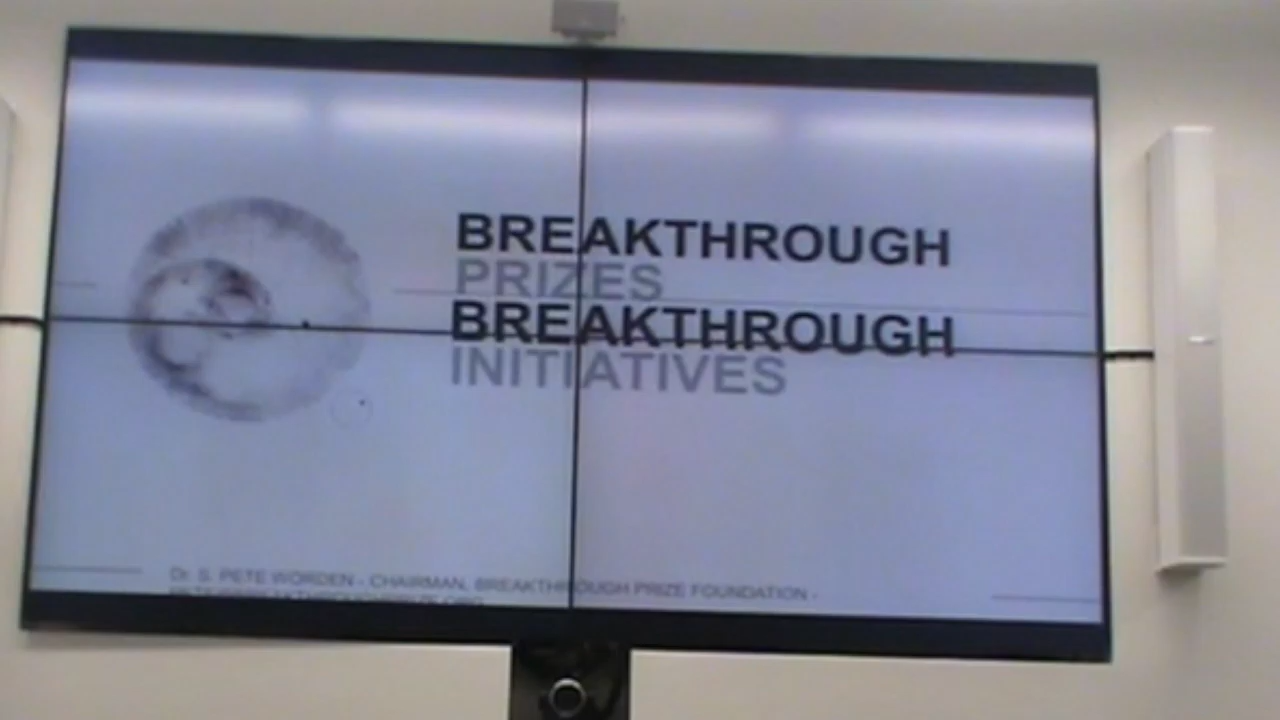 BREAKTHROUGH
PRIZES
BREAKTHROUGH
INITIATIVES
Dr. S. PETE WORDEN - CHAIRMAN, BREAKTHROUGH PRIZE FOUNDATION -